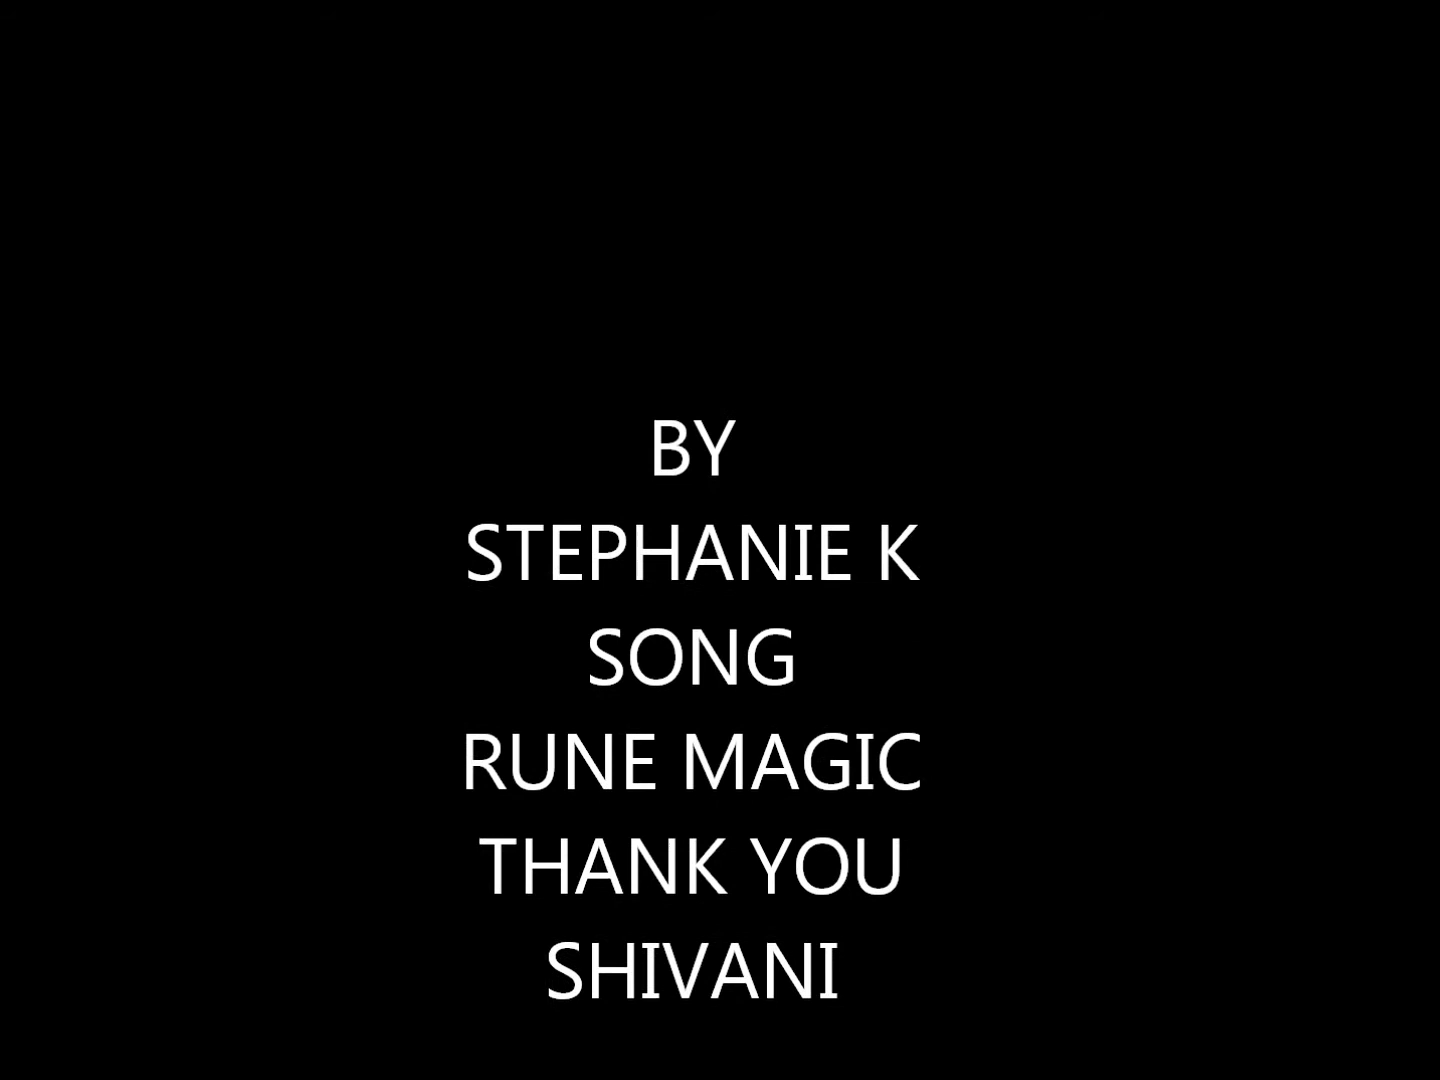 BY
STEPHANIE K
SONG
RUNE MAGIC
THANK YOU
SHIVANI